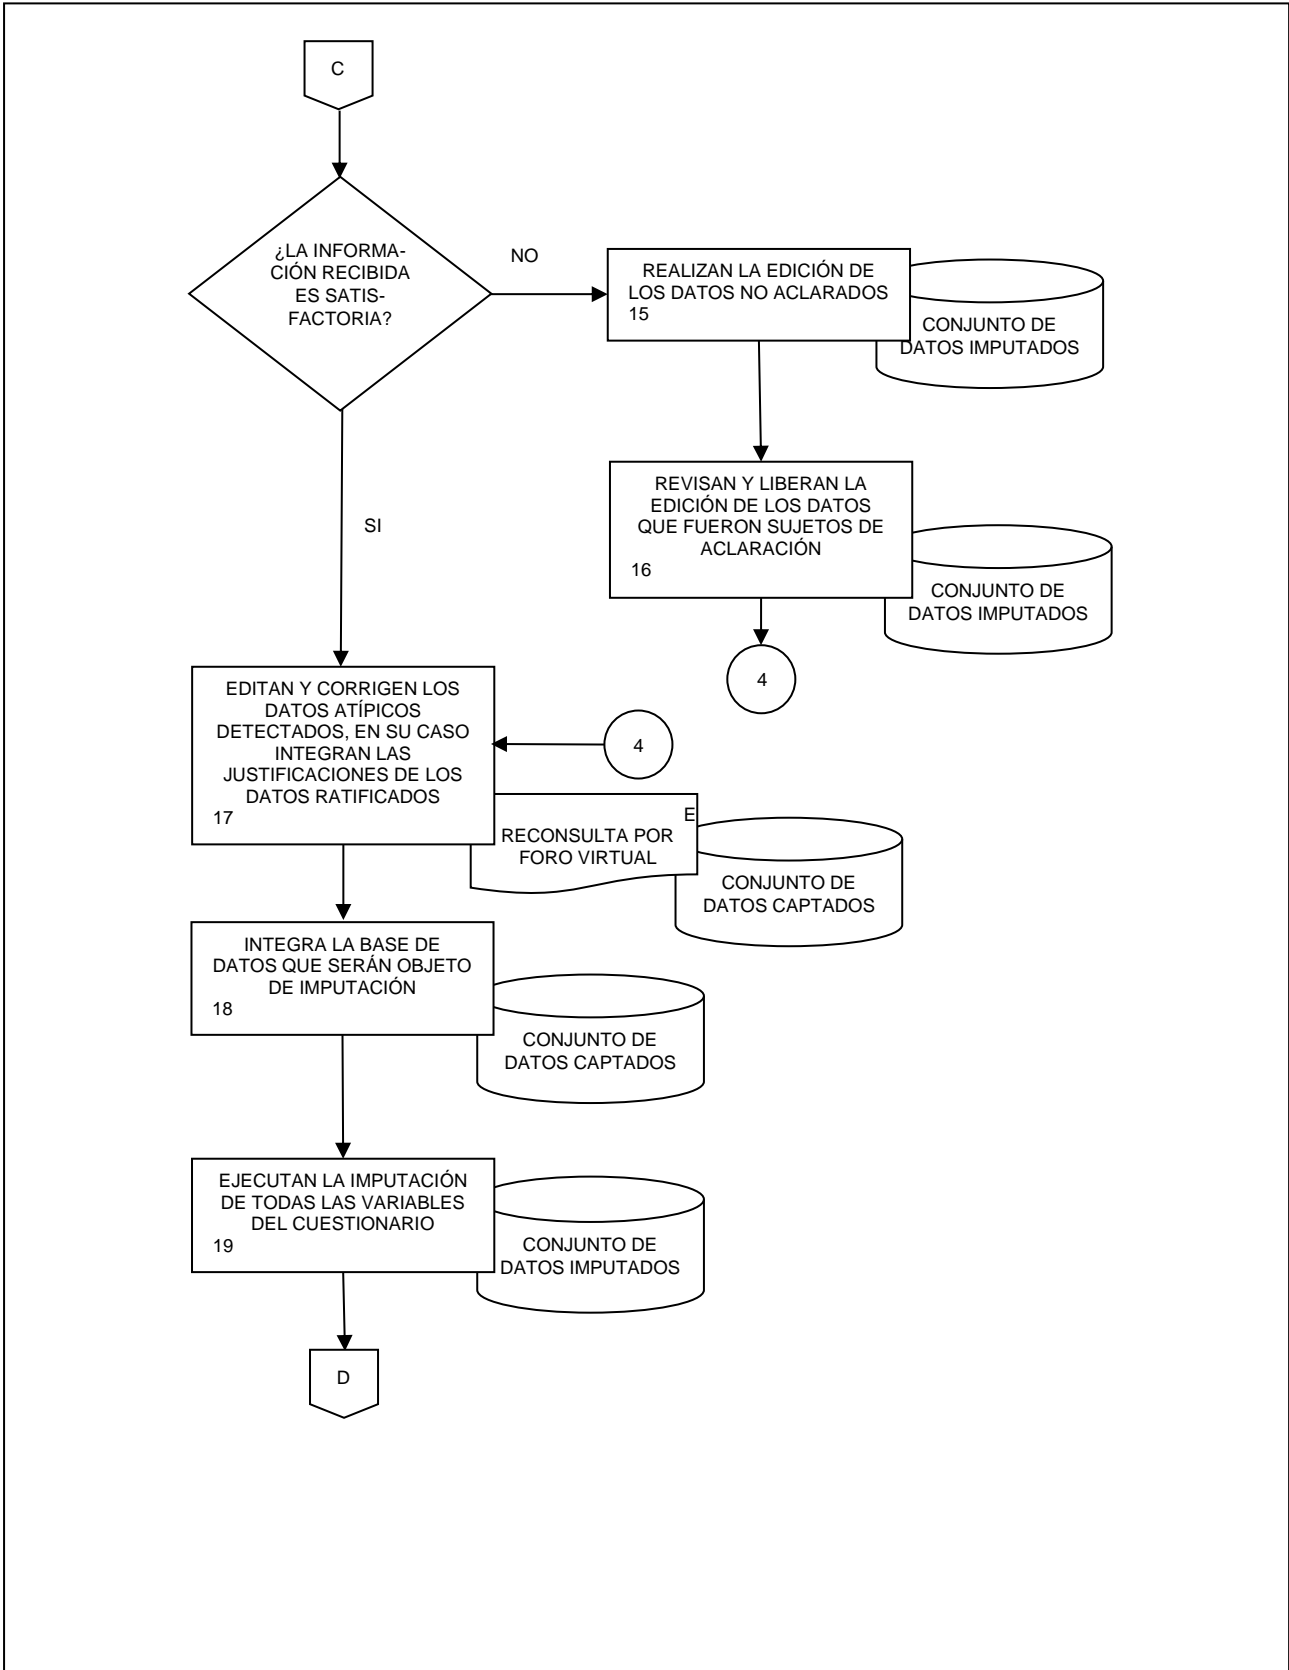 C
¿LA INFORMA-
CIÓN RECIBIDA
ES SATIS-
FACTORIA?
NO
REALIZAN LA EDICIÓN DE
LOS DATOS NO ACLARADOS
15
CONJUNTO DE
DATOS IMPUTADOS
REVISAN Y LIBERAN LA
EDICIÓN DE LOS DATOS
QUE FUERON SUJETOS DE
ACLARACIÓN
16
CONJUNTO DE
DATOS IMPUTADOS
SI
4
EDITAN Y CORRIGEN LOS
DATOS ATÍPICOS
DETECTADOS, EN SU CASO
INTEGRAN LAS
JUSTIFICACIONES DE LOS
DATOS RATIFICADOS
17
4
E
RECONSULTA POR
FORO VIRTUAL
CONJUNTO DE
DATOS CAPTADOS
INTEGRA LA BASE DE
DATOS QUE SERÁN OBJETO
DE IMPUTACIÓN
18
CONJUNTO DE
DATOS CAPTADOS
EJECUTAN LA IMPUTACIÓN
DE TODAS LAS VARIABLES
DEL CUESTIONARIO
19
CONJUNTO DE
DATOS IMPUTADOS
D